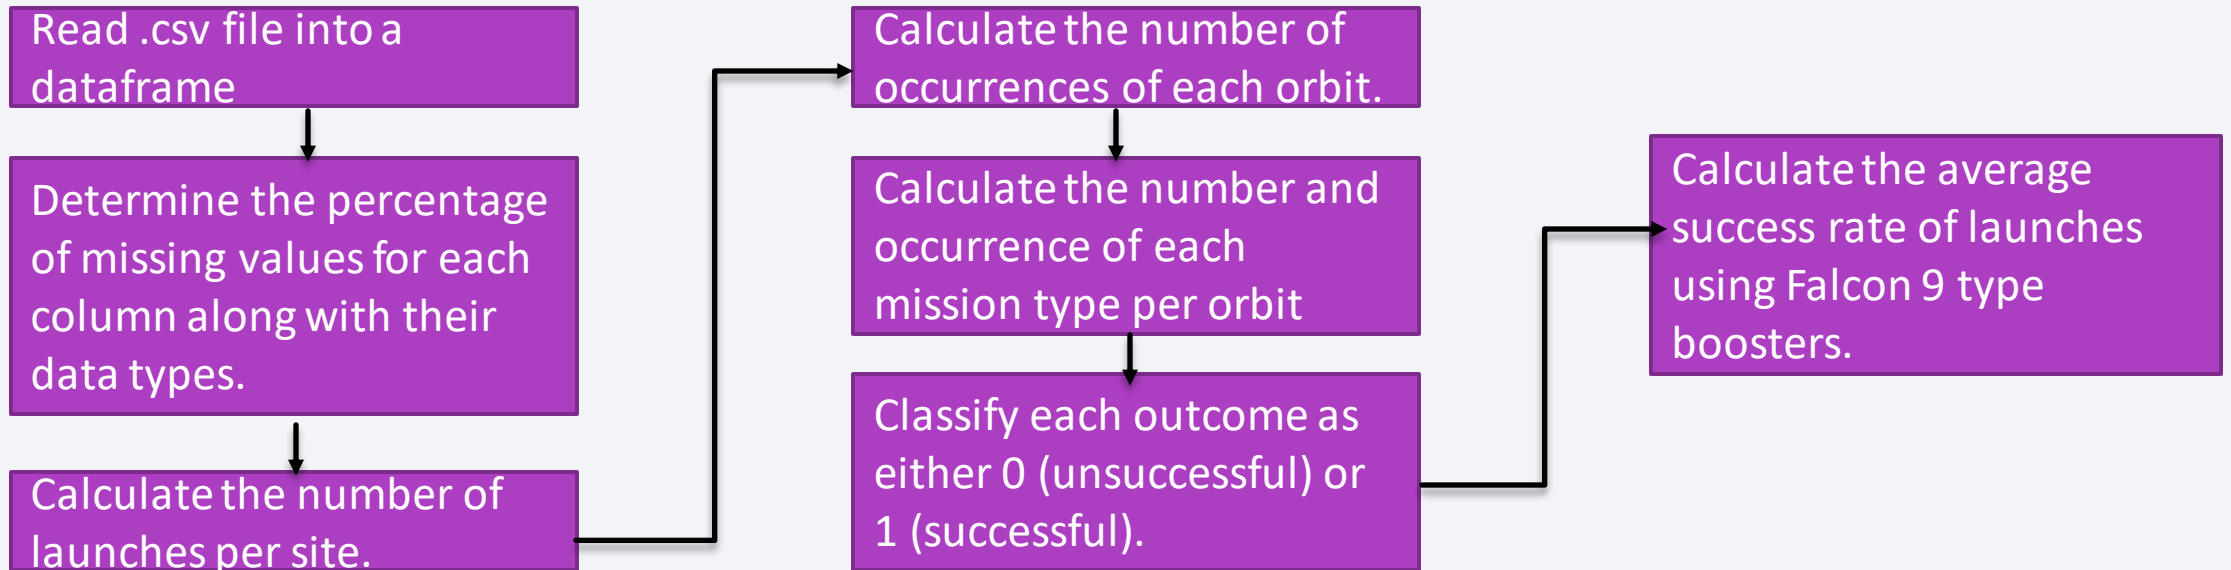 Read .csv file into a
dataframe
Determine the percentage
of missing values for each
column along with their
data types.
Calculate the number of
launches per site.
Calculate the number of
occurrences of each orbit.
Calculate the number and
occurrence of each
mission type per orbit
Classify each outcome as
either 0 (unsuccessful) or
1 (successful).
Calculate the average
success rate of launches
using Falcon 9 type
boosters.